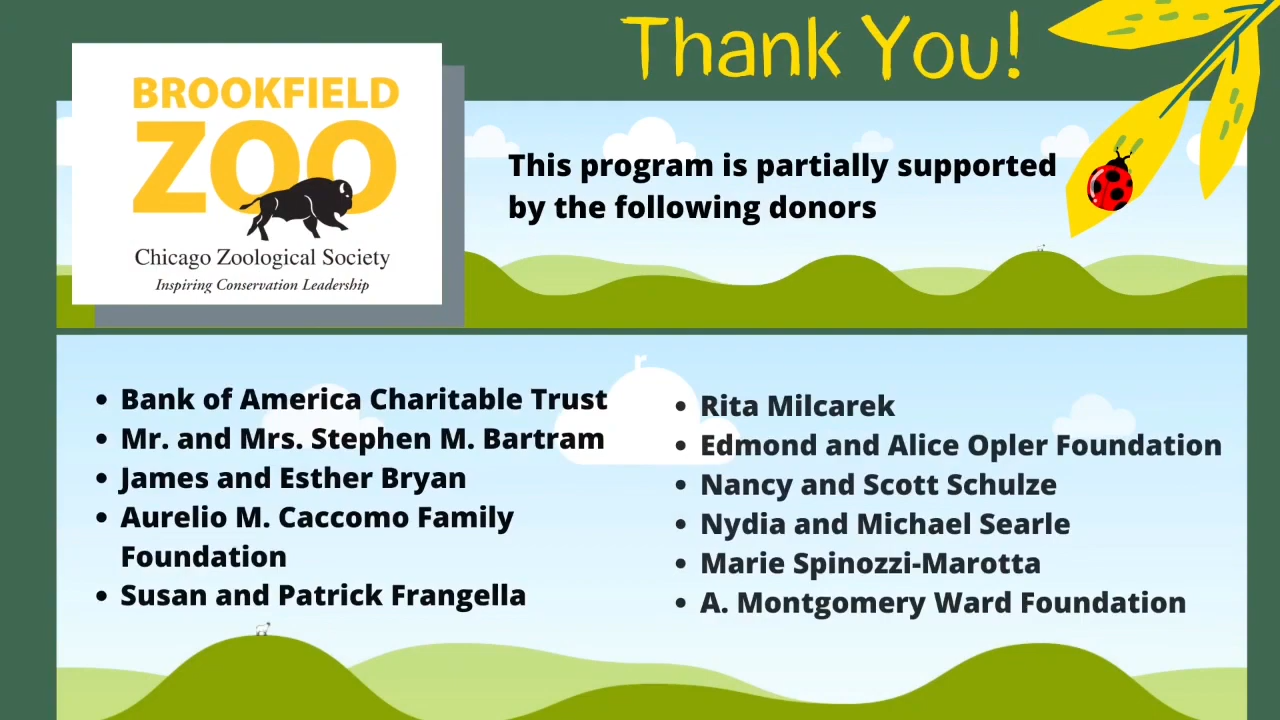 Thank You!
BROOKFIELD
ZOO
Chicago Zoological Society
Inspiring Conservation Leadership
This program is partially supported
by the following donors
r
• Bank of America Charitable Trust
• Mr. and Mrs. Stephen M. Bartram
• James and Esther Bryan
• Aurelio M. Caccomo Family
Foundation
• Susan and Patrick Frangella
• Rita Milcarek
• Edmond and Alice Opler Foundation
• Nancy and Scott Schulze
• Nydia and Michael Searle
• Marie Spinozzi-Marotta
• A. Montgomery Ward Foundation